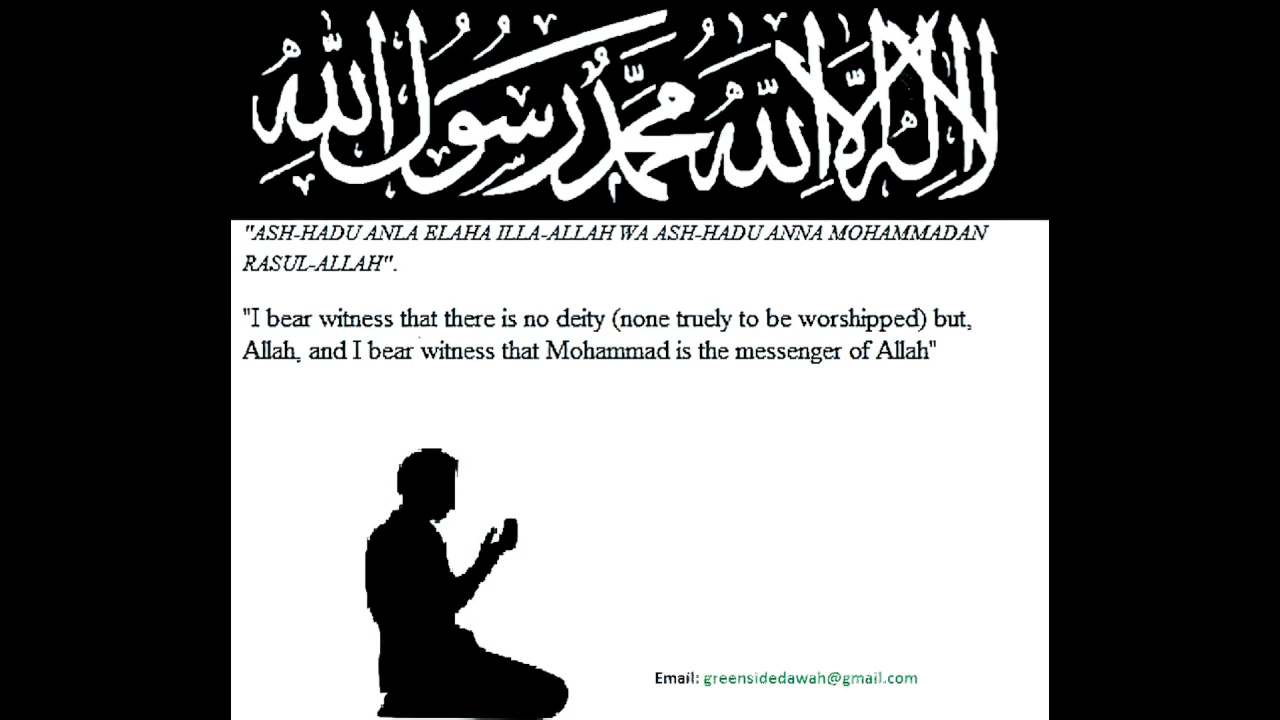 لا إله إلا الله محمد رسول الله
"ASH-HADU ANLA ELAHA ILLA-ALLAH WA ASH-HADU ANNA MOHAMMADAN
RASUL-ALLAH".
"I bear witness that there is no deity (none truely to be worshipped) but,
Allah, and I bear witness that Mohammad is the messenger of Allah"
Email: greensidedawah@gmail.com